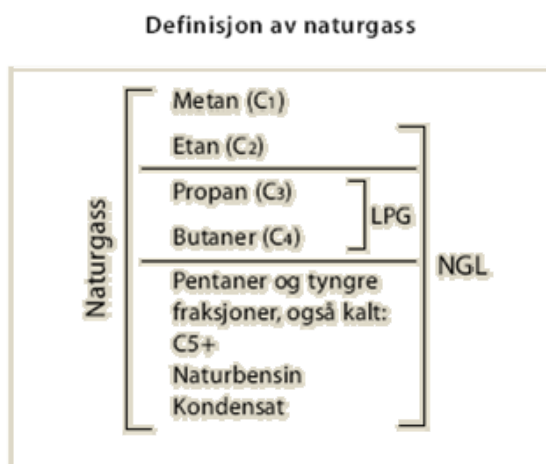 Definisjon av naturgass
Naturgass
Metan (C1)
Etan (C2)
Propan (C3)
Butaner (C4)
LPG
Pentaner og tyngre
fraksjoner, også kalt:
C5+
Naturbensin
Kondensat
NGL